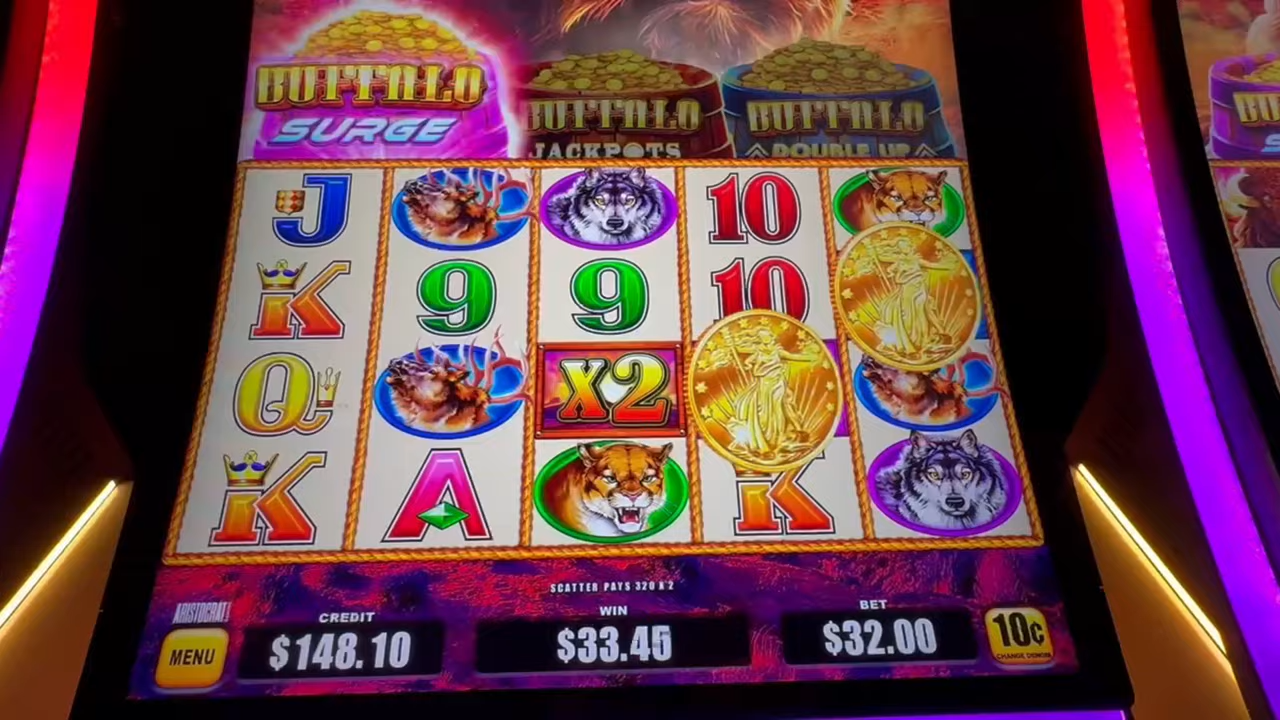 BUFFALO
SURGE
BUFFALO
JACKPOTS
BUFFALO
DOUBLE UP
J 10
K 9 9 10
Q X2
K A K
SCATTER PAYS 320 X 2
ARISTOCRAT
MENU
CREDIT
$148.10
WIN
$33.45
BET
$32.00
10¢
CHANGE DENOM